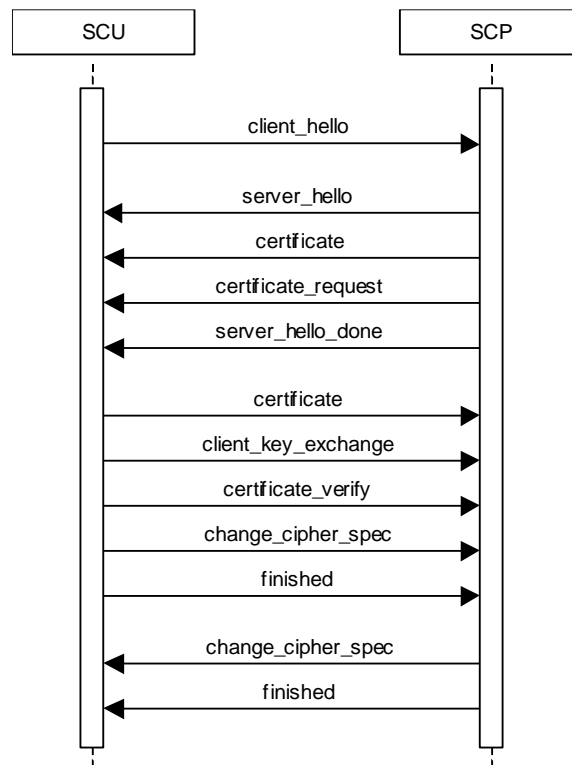 SCU
SCP
client_hello
server_hello
certificate
certificate_request
server_hello_done
certificate
client_key_exchange
certificate_verify
change_cipher_spec
finished
change_cipher_spec
finished